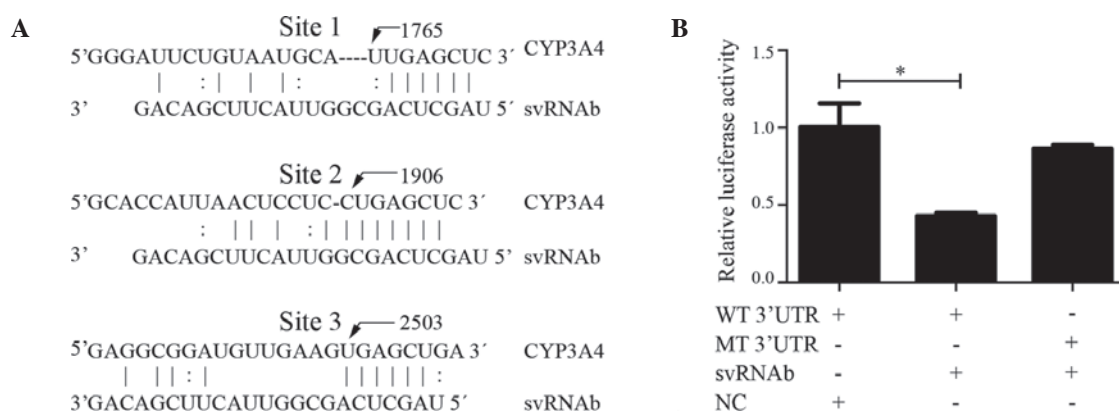 A
Site 1
1765
5’GGGAUUCUGUAAUGCA----UUGAGCUC 3´ CYP3A4
| : | | | : : | | | | | |
3’ GACAGCUUCAUUGGCGACUCGAU 5´ svRNAb
Site 2
1906
5’GCACCAUUAACUCCUC-CUGAGCUC 3´ CYP3A4
: | | | : | | | | | | | |
3’ GACAGCUUCAUUGGCGACUCGAU 5’ svRNAb
Site 3
2503
5’GAGGCGGAUGUUGAAGUGAGCUGA 3´ CYP3A4
| | | : | | | | | | | :
3’GACAGCUUCAUUGGCGACUCGAU 5´ svRNAb
B
Relative luciferase activity
1.5
1.0
0.5
0.0
*
WT 3’UTR + + -
MT 3’UTR - - +
svRNAb - + +
NC + - -